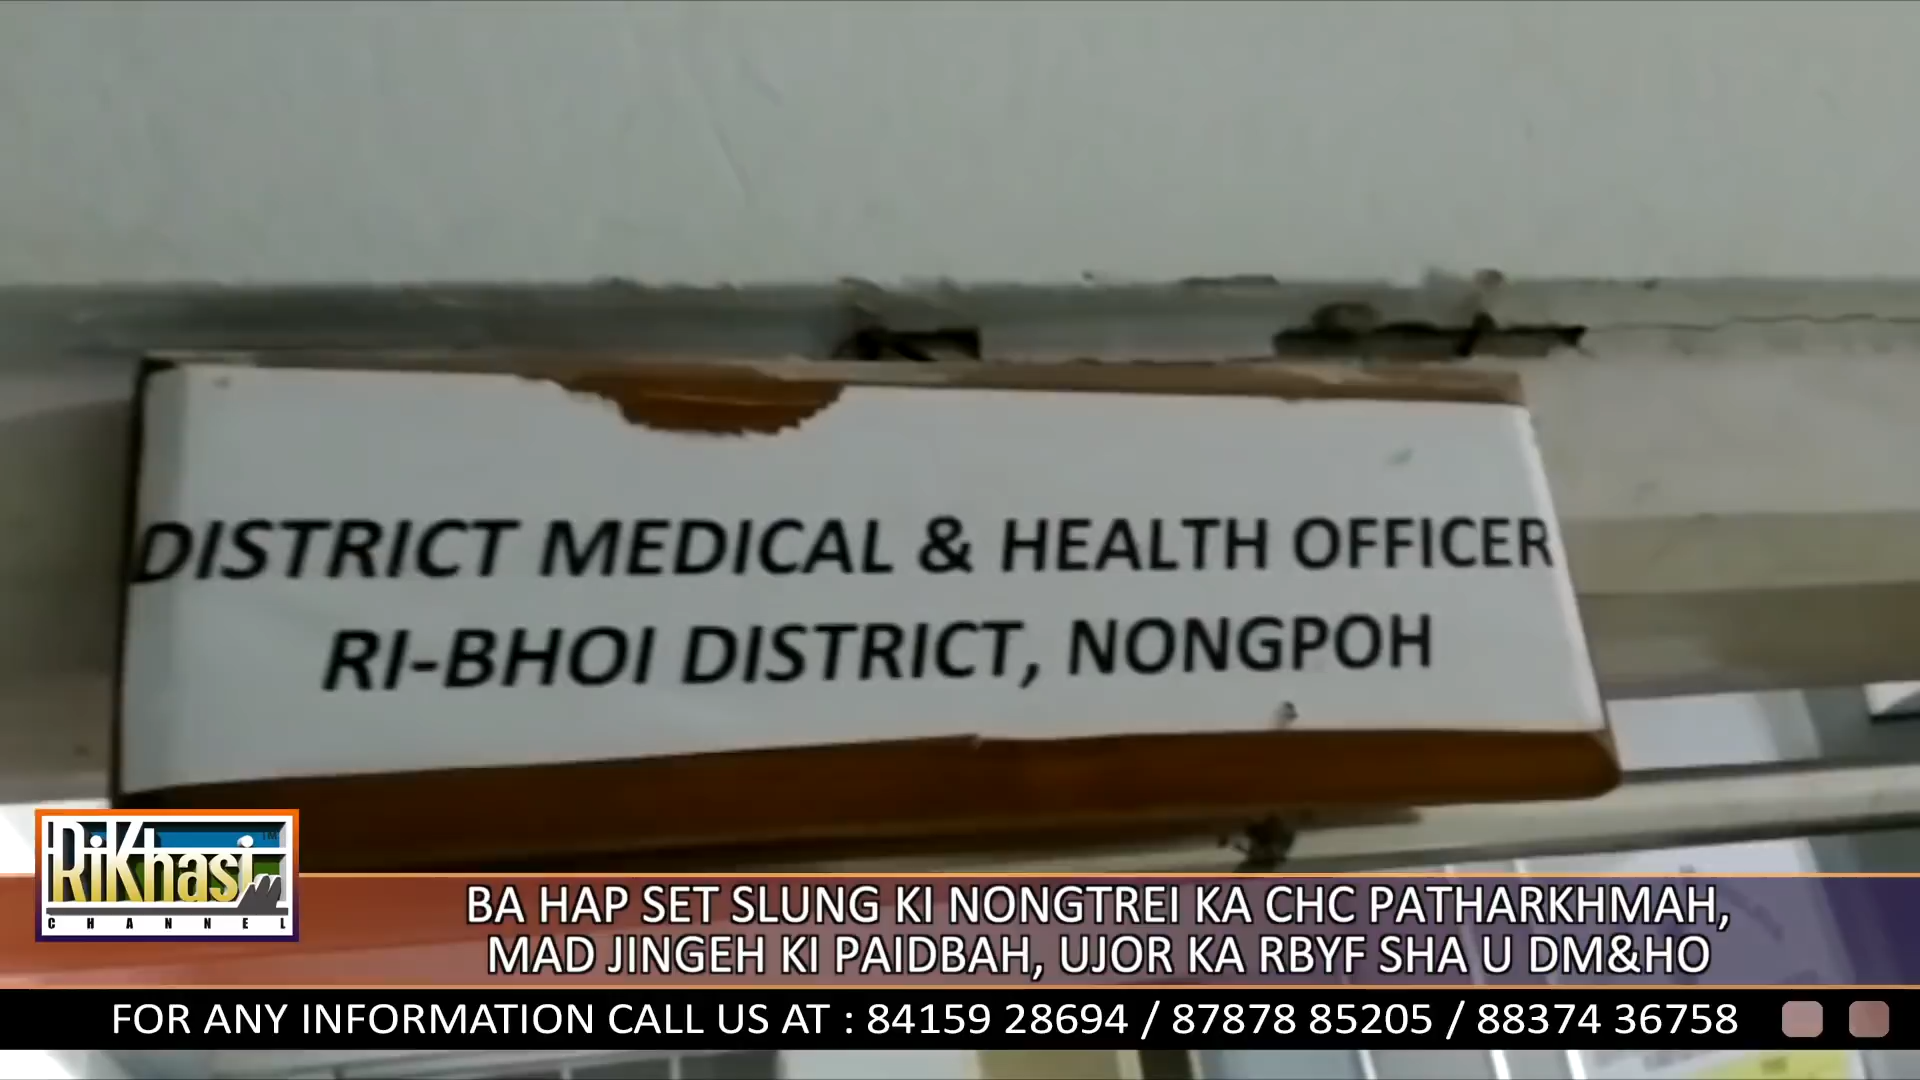 DISTRICT MEDICAL & HEALTH OFFICER
RI-BHOI DISTRICT, NONGPOH
RiKhasi
TM
CHANNEL
BA HAP SET SLUNG KI NONGTREI KA CHC PATHARKHMAH,
MAD JINGEH KI PAIDBAH, UJOR KA RBYF SHA U DM&HO
FOR ANY INFORMATION CALL US AT : 84159 28694 / 87878 85205 / 88374 36758